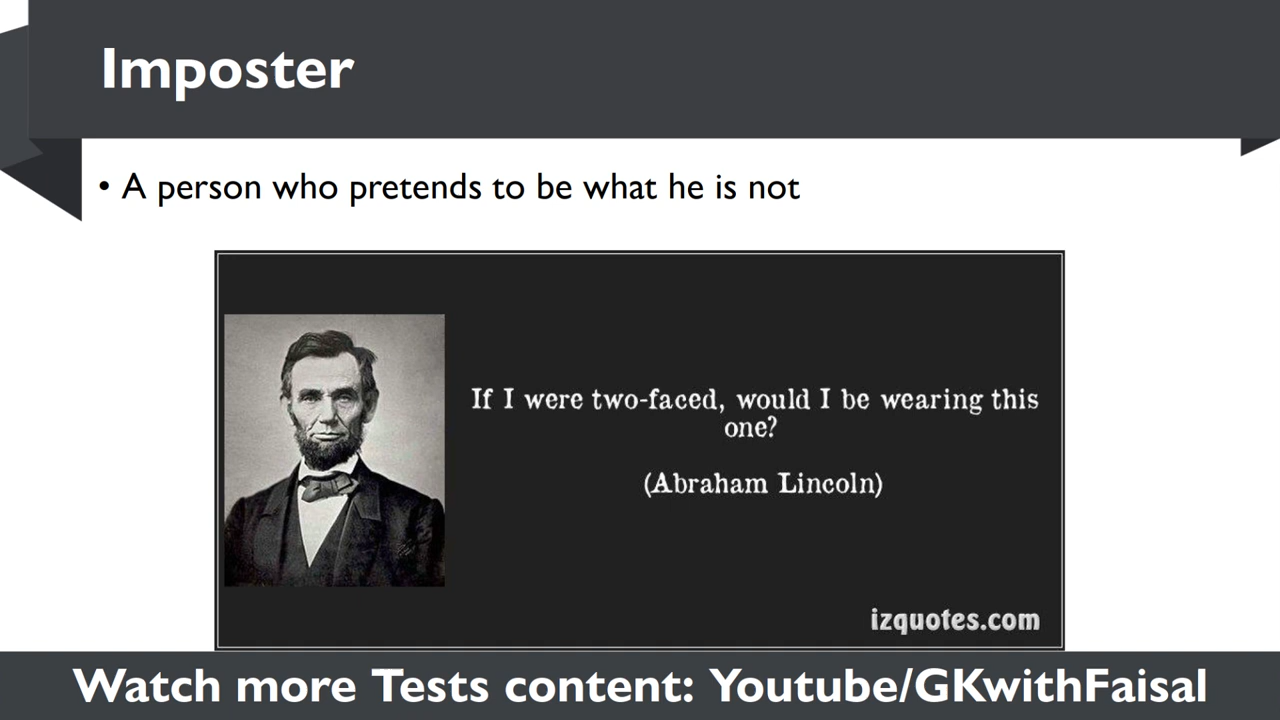 Imposter
• A person who pretends to be what he is not
If I were two-faced, would I be wearing this
one?
(Abraham Lincoln)
izquotes.com
Watch more Tests content: Youtube/GKwithFaisal